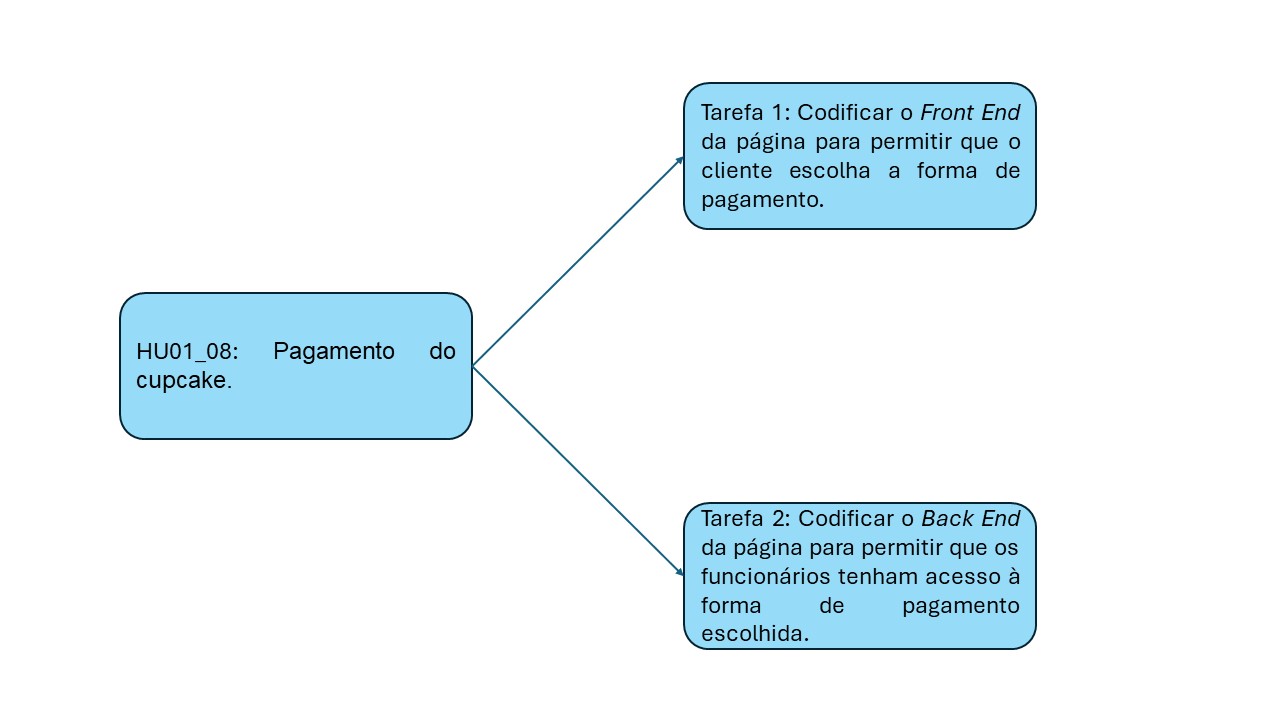 Tarefa 1: Codificar o Front End
da página para permitir que o
cliente escolha a forma de
pagamento.
HU01_08: Pagamento do
cupcake.
Tarefa 2: Codificar o Back End
da página para permitir que os
funcionários tenham acesso à
forma de pagamento
escolhida.